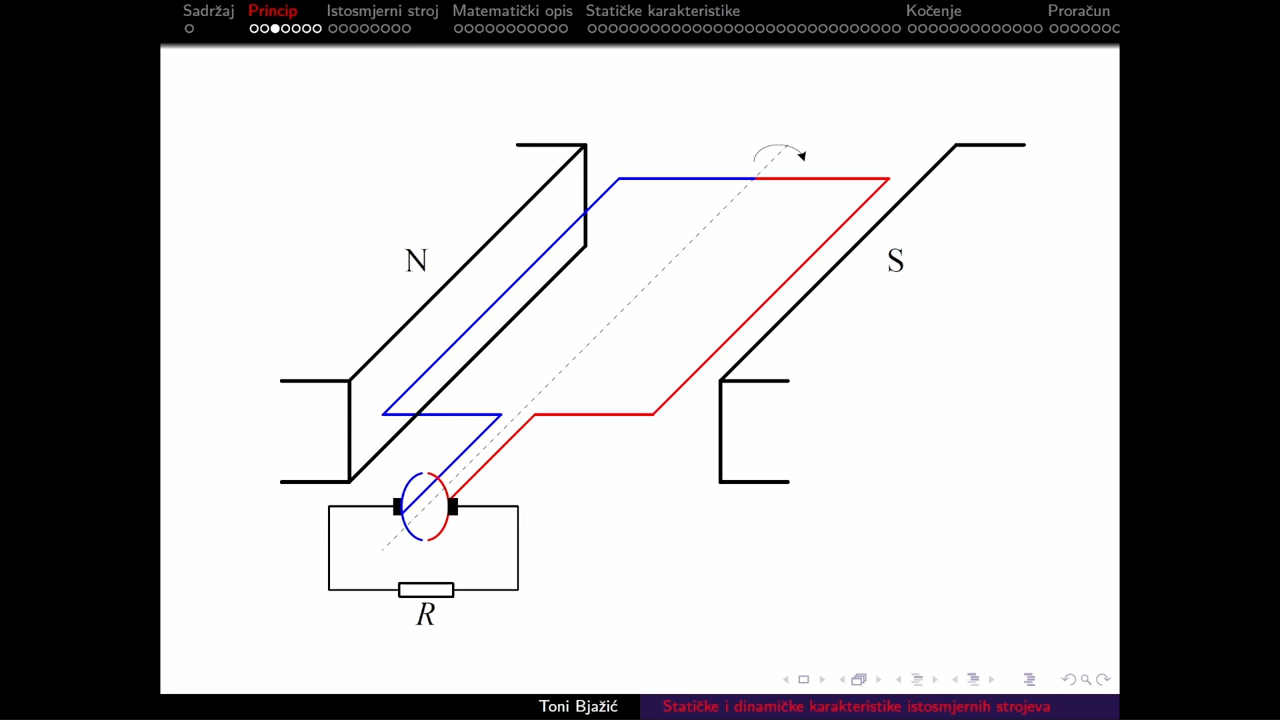 Sadržaj Princip Istosmjerni stroj Matematički opis Statičke karakteristike Kočenje Proračun
N
S
R
Toni Bjažić Statičke i dinamičke karakteristike istosmjernih strojeva